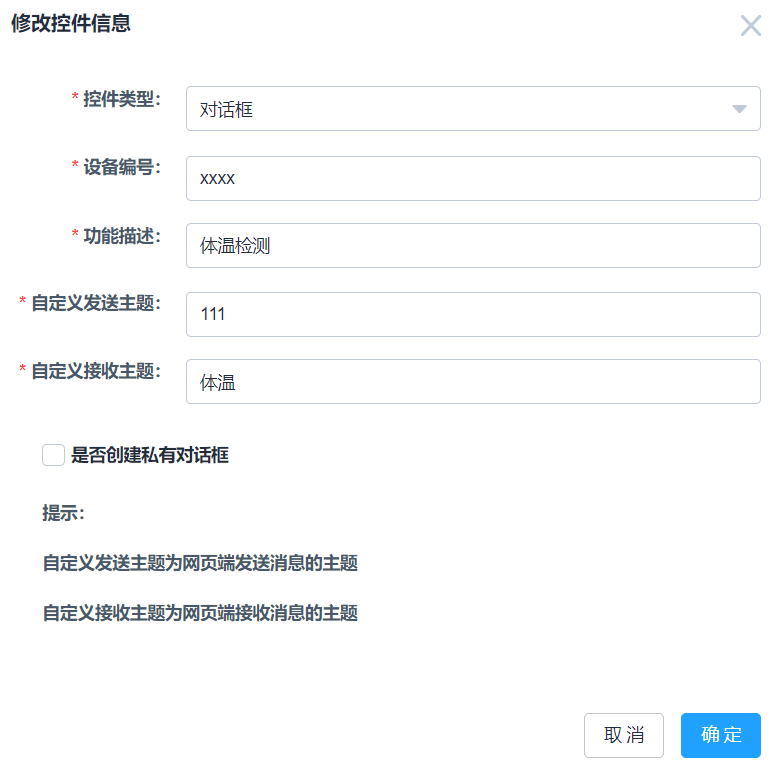 修改控件信息
* 控件类型:
对话框
* 设备编号:
xxxx
* 功能描述:
体温检测
* 自定义发送主题:
111
* 自定义接收主题:
体温
是否创建私有对话框
提示:
自定义发送主题为网页端发送消息的主题
自定义接收主题为网页端接收消息的主题
取消
确定